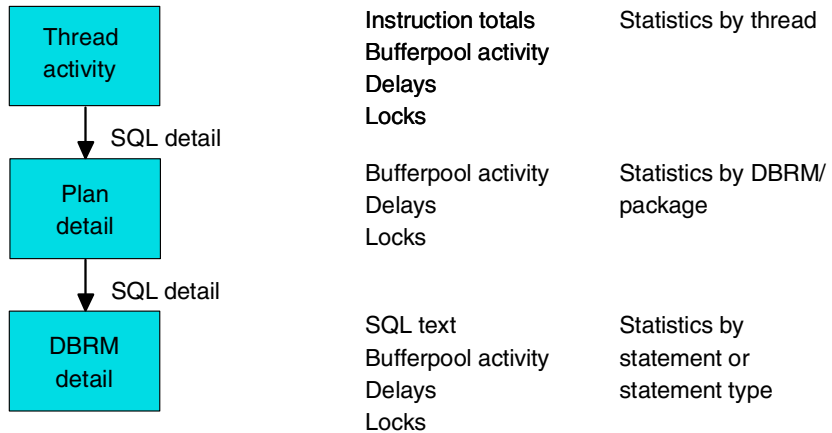 Thread
activity
Instruction totals
Bufferpool activity
Delays
Locks
Statistics by thread
SQL detail
Plan
detail
Bufferpool activity
Delays
Locks
Statistics by DBRM/
package
SQL detail
DBRM
detail
SQL text
Bufferpool activity
Delays
Locks
Statistics by
statement or
statement type